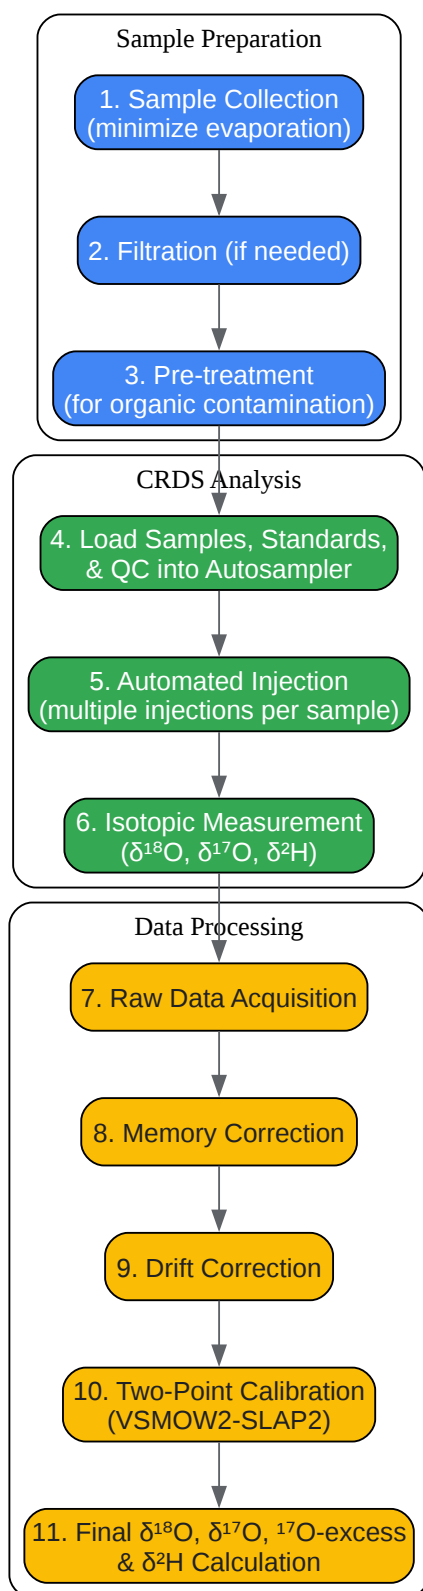 Sample Preparation
1. Sample Collection
(minimize evaporation)
2. Filtration (if needed)
3. Pre-treatment
(for organic contamination)
CRDS Analysis
4. Load Samples, Standards,
& QC into Autosampler
5. Automated Injection
(multiple injections per sample)
6. Isotopic Measurement
(δ¹⁸O, δ¹⁷O, δ²H)
Data Processing
7. Raw Data Acquisition
8. Memory Correction
9. Drift Correction
10. Two-Point Calibration
(VSMOW2-SLAP2)
11. Final δ¹⁸O, δ¹⁷O, ¹⁷O-excess
& δ²H Calculation